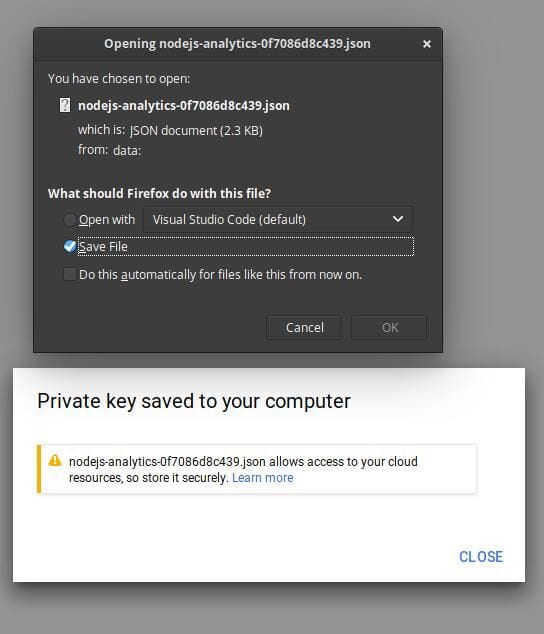 Opening nodejs-analytics-0f7086d8c439.json
×
You have chosen to open:
nodejs-analytics-0f7086d8c439.json
which is: JSON document (2.3 KB)
from: data:
What should Firefox do with this file?
Open with Visual Studio Code (default)
Save File
Do this automatically for files like this from now on.
Cancel OK
Private key saved to your computer
nodejs-analytics-0f7086d8c439.json allows access to your cloud
resources, so store it securely. Learn more
CLOSE